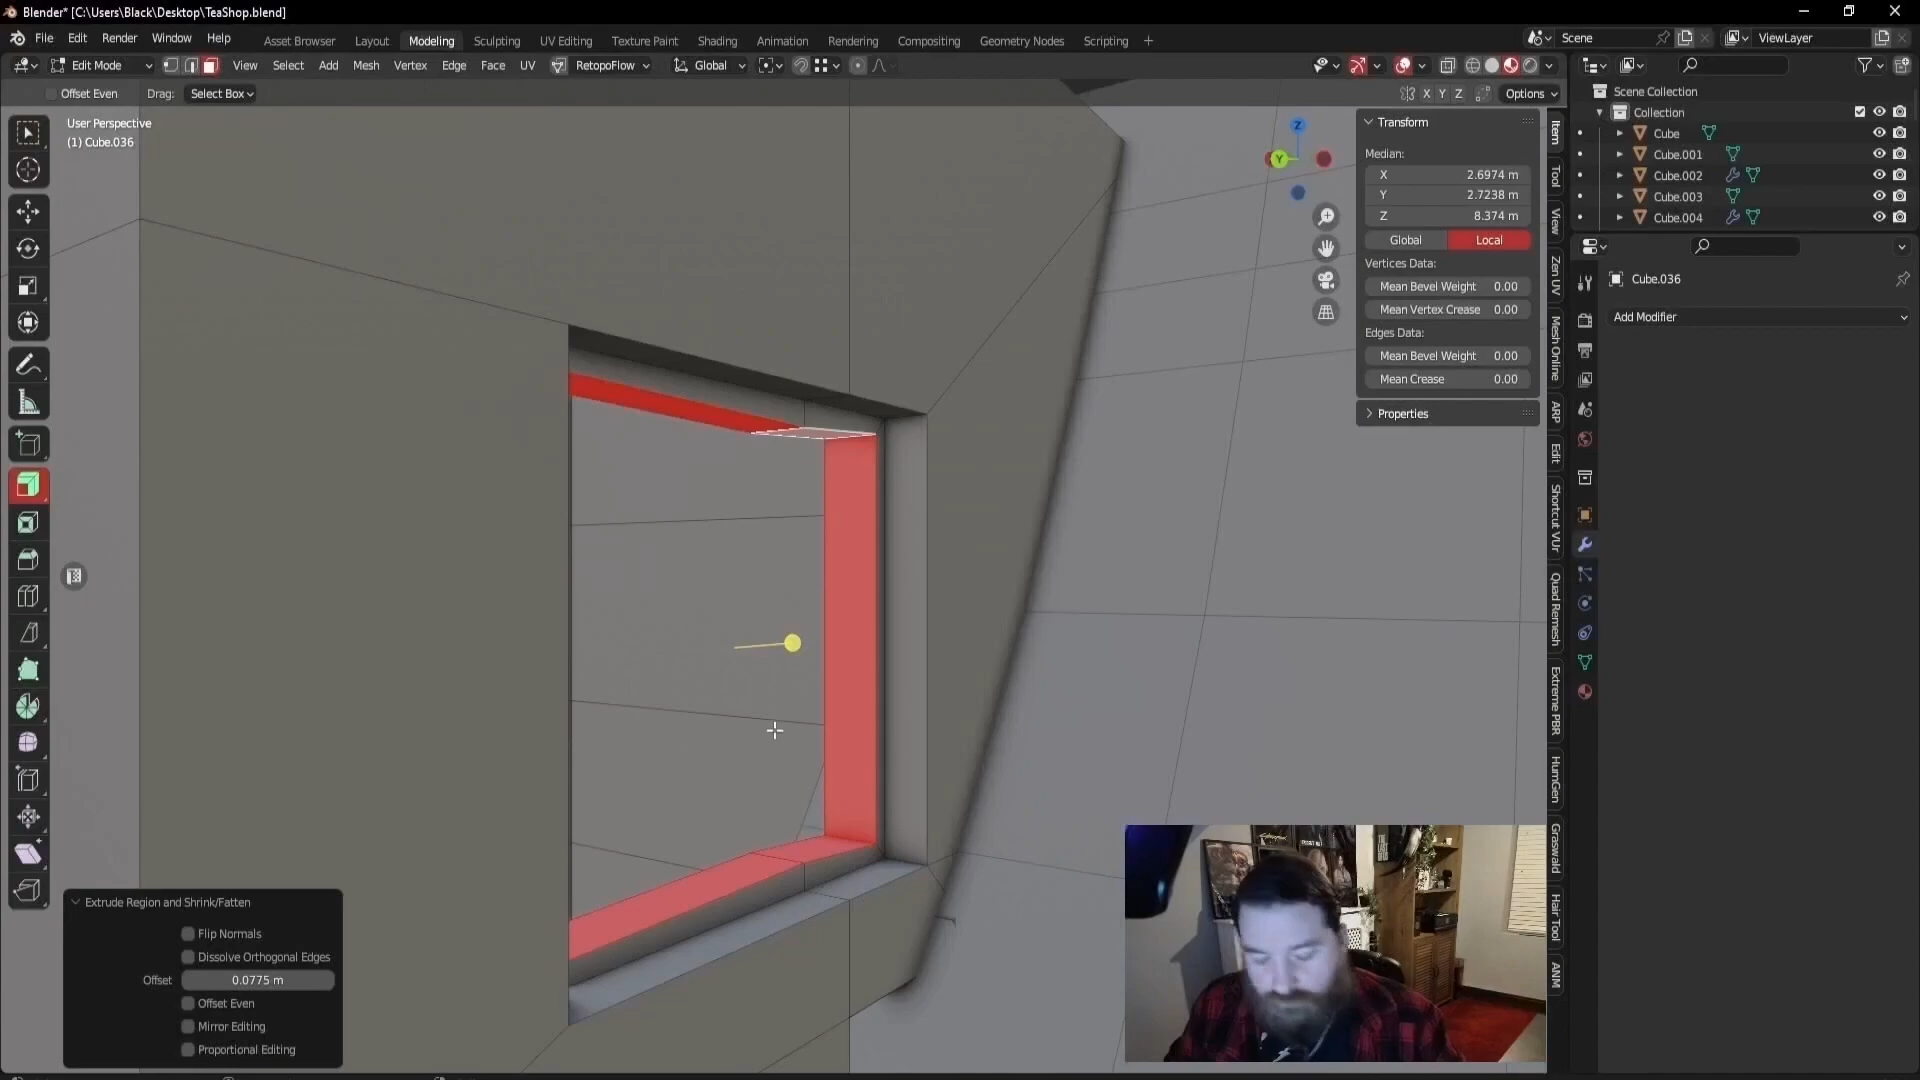 Blender* [C:\Users\Black\Desktop\TeaShop.blend]
File Edit Render Window Help
Asset Browser Layout Modeling Sculpting UV Editing Texture Paint Shading Animation Rendering Compositing Geometry Nodes Scripting
Scene
ViewLayer
Edit Mode
View Select Add Mesh Vertex Edge Face UV
RetopoFlow
Global
Offset Even
Drag:
Select Box
X Y Z
Options
User Perspective
(1) Cube.036
Z
Y
Transform
Median:
X 2.6974 m
Y 2.7238 m
Z 8.374 m
Global Local
Vertices Data:
Mean Bevel Weight 0.00
Mean Vertex Crease 0.00
Edges Data:
Mean Bevel Weight 0.00
Mean Crease 0.00
Properties
Item
Tool
View
Zen UV
Mesh Online
ARP
Edit
Shortcut VUr
Quad Remesh
Extreme PBR
HumGen
Graswald
Hair Tool
ANM
Scene Collection
Collection
Cube
Cube.001
Cube.002
Cube.003
Cube.004
Cube.036
Add Modifier
Extrude Region and Shrink/Fatten
Flip Normals
Dissolve Orthogonal Edges
Offset 0.0775 m
Offset Even
Mirror Editing
Proportional Editing